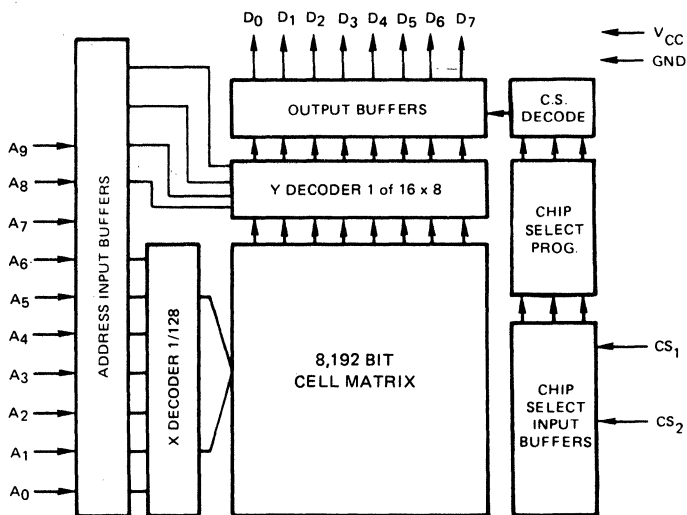 D0 D1 D2 D3 D4 D5 D6 D7
VCC
GND
OUTPUT BUFFERS
C.S.
DECODE
A9
A8
A7
A6
A5
A4
A3
A2
A1
A0
ADDRESS INPUT BUFFERS
Y DECODER 1 of 16 x 8
CHIP
SELECT
PROG.
X DECODER 1/128
8,192 BIT
CELL MATRIX
CHIP
SELECT
INPUT
BUFFERS
CS1
CS2